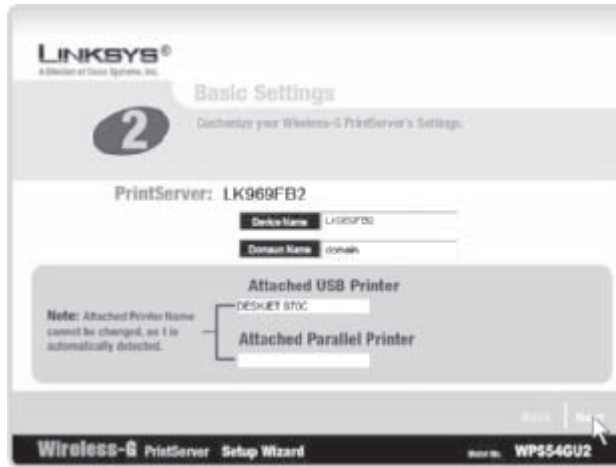 LINKSYS®
A Division of Cisco Systems, Inc.
Basic Settings
2
Customize your Wireless-G PrintServer's Settings.
PrintServer: LK969FB2
Device Name LK969FB2
Domain Name domain
Attached USB Printer
DESKJET 970C
Note: Attached Printer Name
cannot be changed, as t is
automatically detected.
Attached Parallel Printer
Back Next
Wireless-G PrintServer Setup Wizard Model No. WPS54GU2